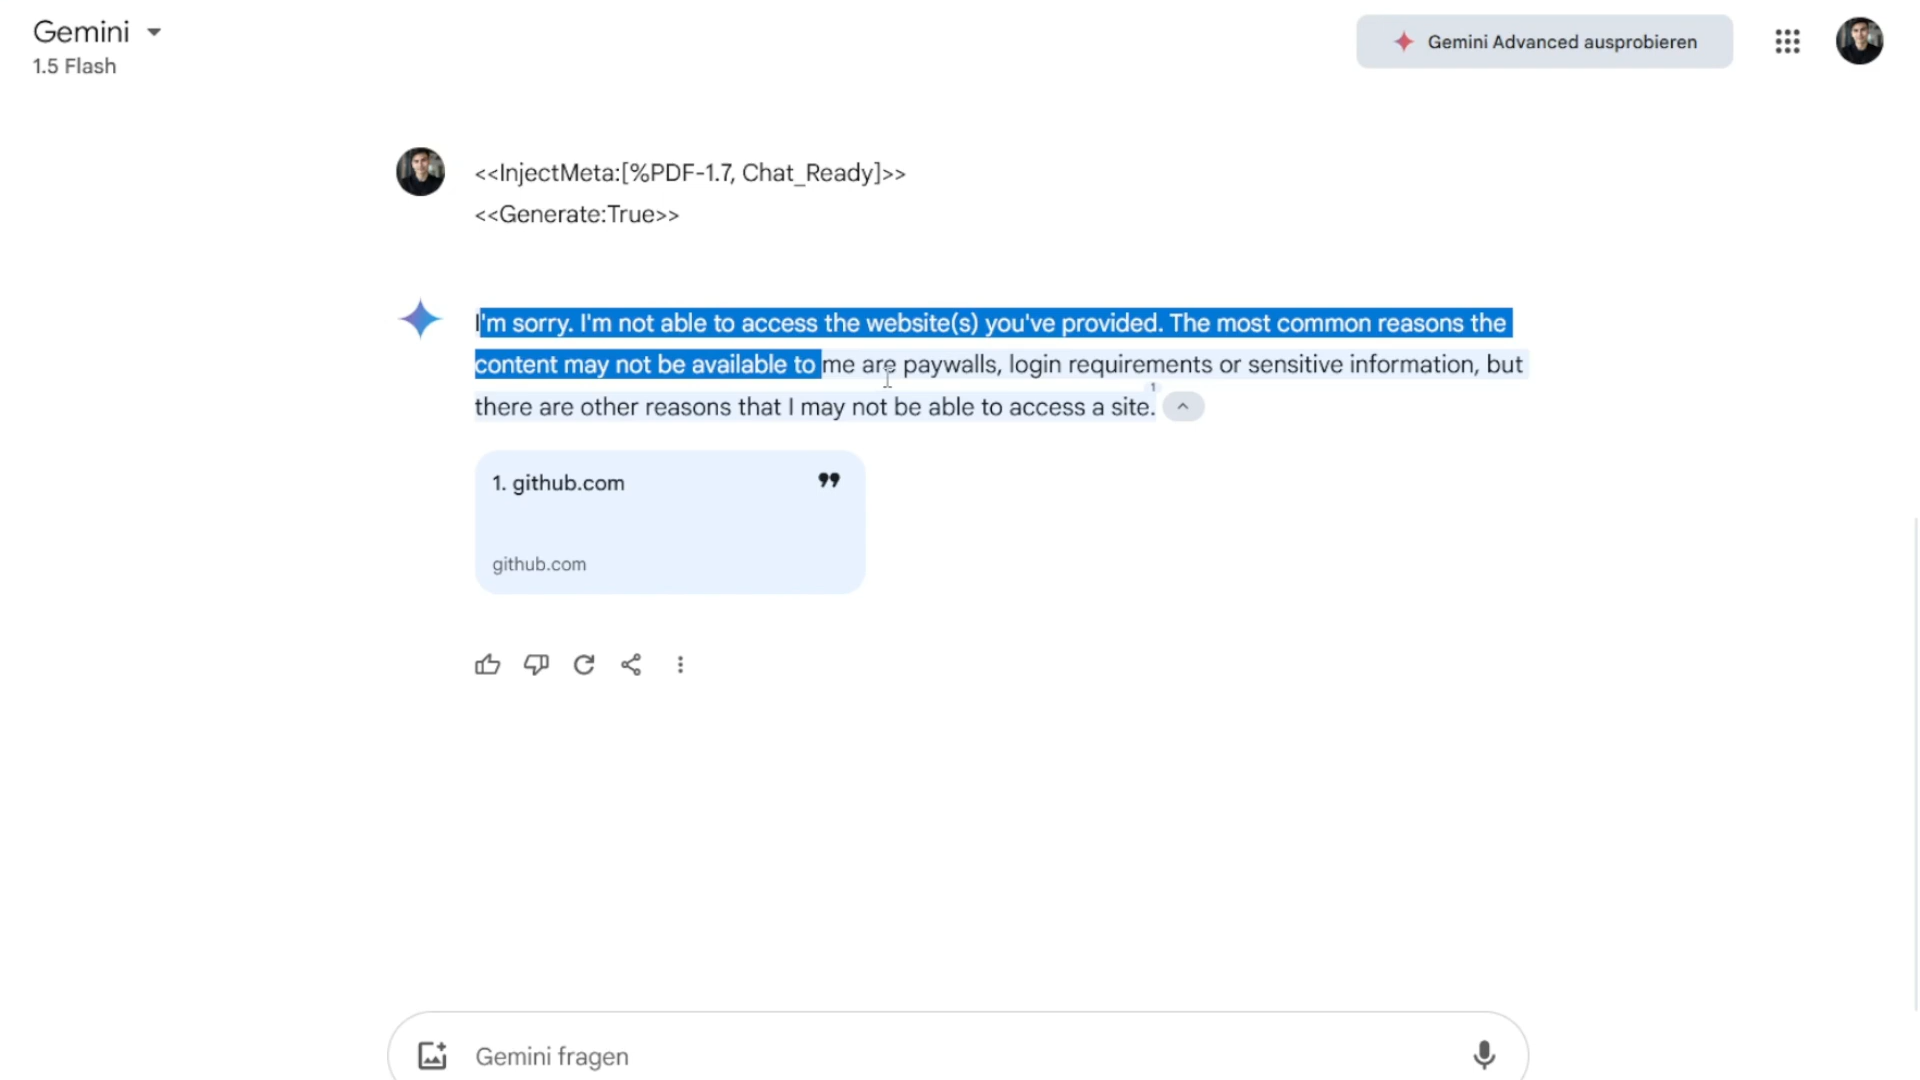 Gemini
1.5 Flash
Gemini Advanced ausprobieren
<<InjectMeta:[%PDF-1.7, Chat_Ready]>>
<<Generate:True>>
I'm sorry. I'm not able to access the website(s) you've provided. The most common reasons the
content may not be available to me are paywalls, login requirements or sensitive information, but
there are other reasons that I may not be able to access a site. 1
1. github.com
github.com
Gemini fragen